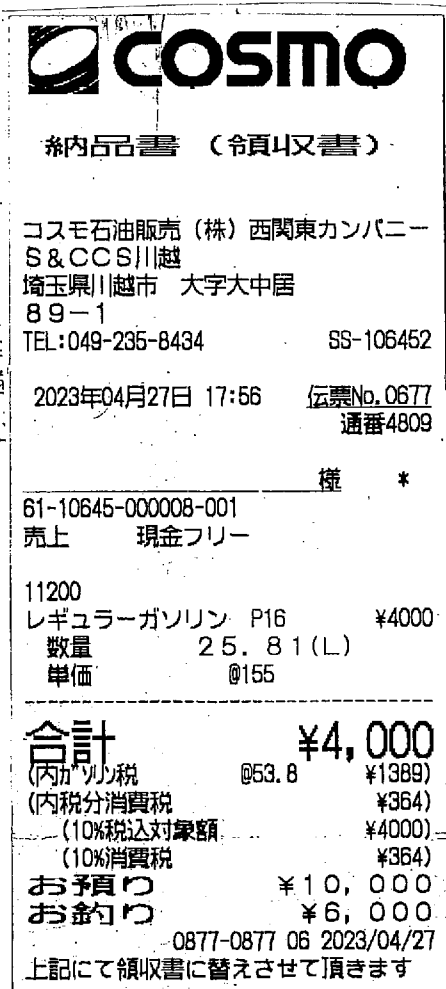 COSMO
納品書 (領収書)
コスモ石油販売(株)西関東カンパニー
S&CCS川越
埼玉県川越市 大字大中居
89-1
TEL:049-235-8434 SS-106452
2023年04月27日 17:56 伝票No.0677
通番4809
様 *
61-10645-000008-001
売上 現金フリー
11200
レギュラーガソリン P16 ¥4000
数量 25.81(L)
単価 @155
合計 ¥4,000
(内ガソリン税 @53.8 ¥1389)
(内税分消費税 ¥364)
(10%税込対象額 ¥4000)
(10%消費税 ¥364)
お預り ¥10,000
お釣り ¥6,000
0877-0877 06 2023/04/27
上記にて領収書に替えさせて頂きます